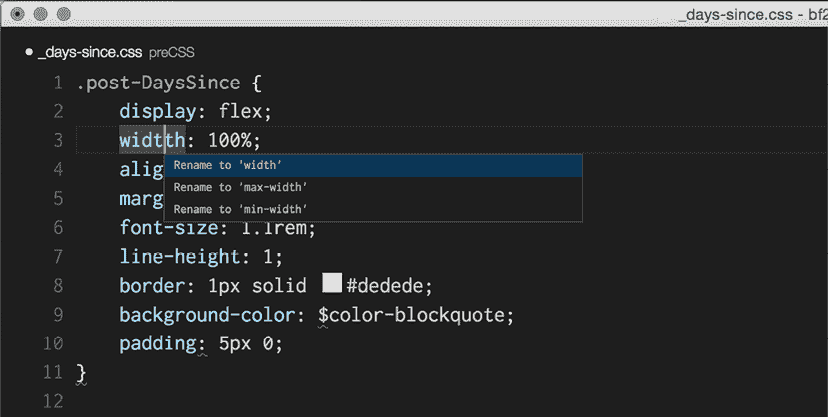 _days-since.css - bf2
_days-since.css preCSS
1 .post-DaysSince {
2 display: flex;
3 widtth: 100%;
4 alig
Rename to 'width'
5 marg
Rename to 'max-width'
Rename to 'min-width'
6 font-size: 1.1rem;
7 line-height: 1;
8 border: 1px solid #dedede;
9 background-color: $color-blockquote;
10 padding: 5px 0;
11 }
12